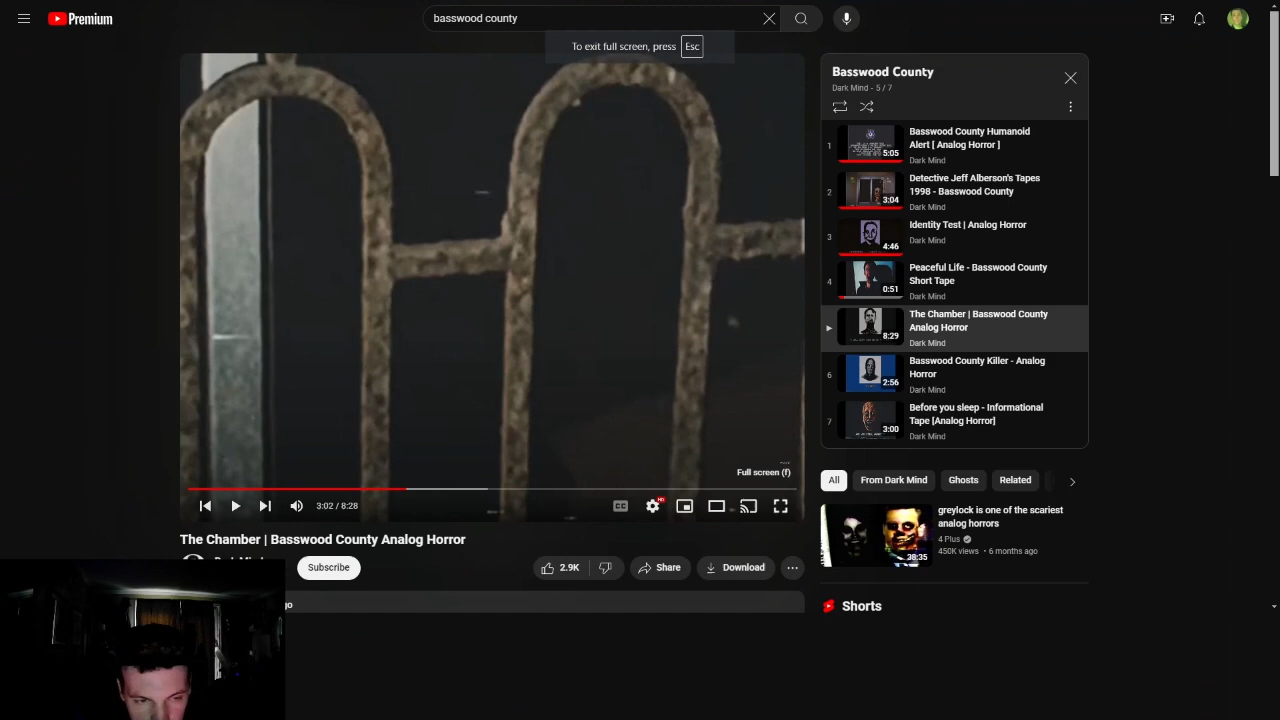 Premium
basswood county
To exit full screen, press Esc
Full screen (f)
3:02 / 8:28
CC
HD
The Chamber | Basswood County Analog Horror
Subscribe
2.9K
Share
Download
go
Basswood County
Dark Mind - 5 / 7
1
5:05
Basswood County Humanoid
Alert [ Analog Horror ]
Dark Mind
2
3:04
Detective Jeff Alberson's Tapes
1998 - Basswood County
Dark Mind
3
4:46
Identity Test | Analog Horror
Dark Mind
4
0:51
Peaceful Life - Basswood County
Short Tape
Dark Mind
8:29
The Chamber | Basswood County
Analog Horror
Dark Mind
6
2:56
Basswood County Killer - Analog
Horror
Dark Mind
7
3:00
Before you sleep - Informational
Tape [Analog Horror]
Dark Mind
All
From Dark Mind
Ghosts
Related
38:35
greylock is one of the scariest
analog horrors
4 Plus
450K views • 6 months ago
Shorts